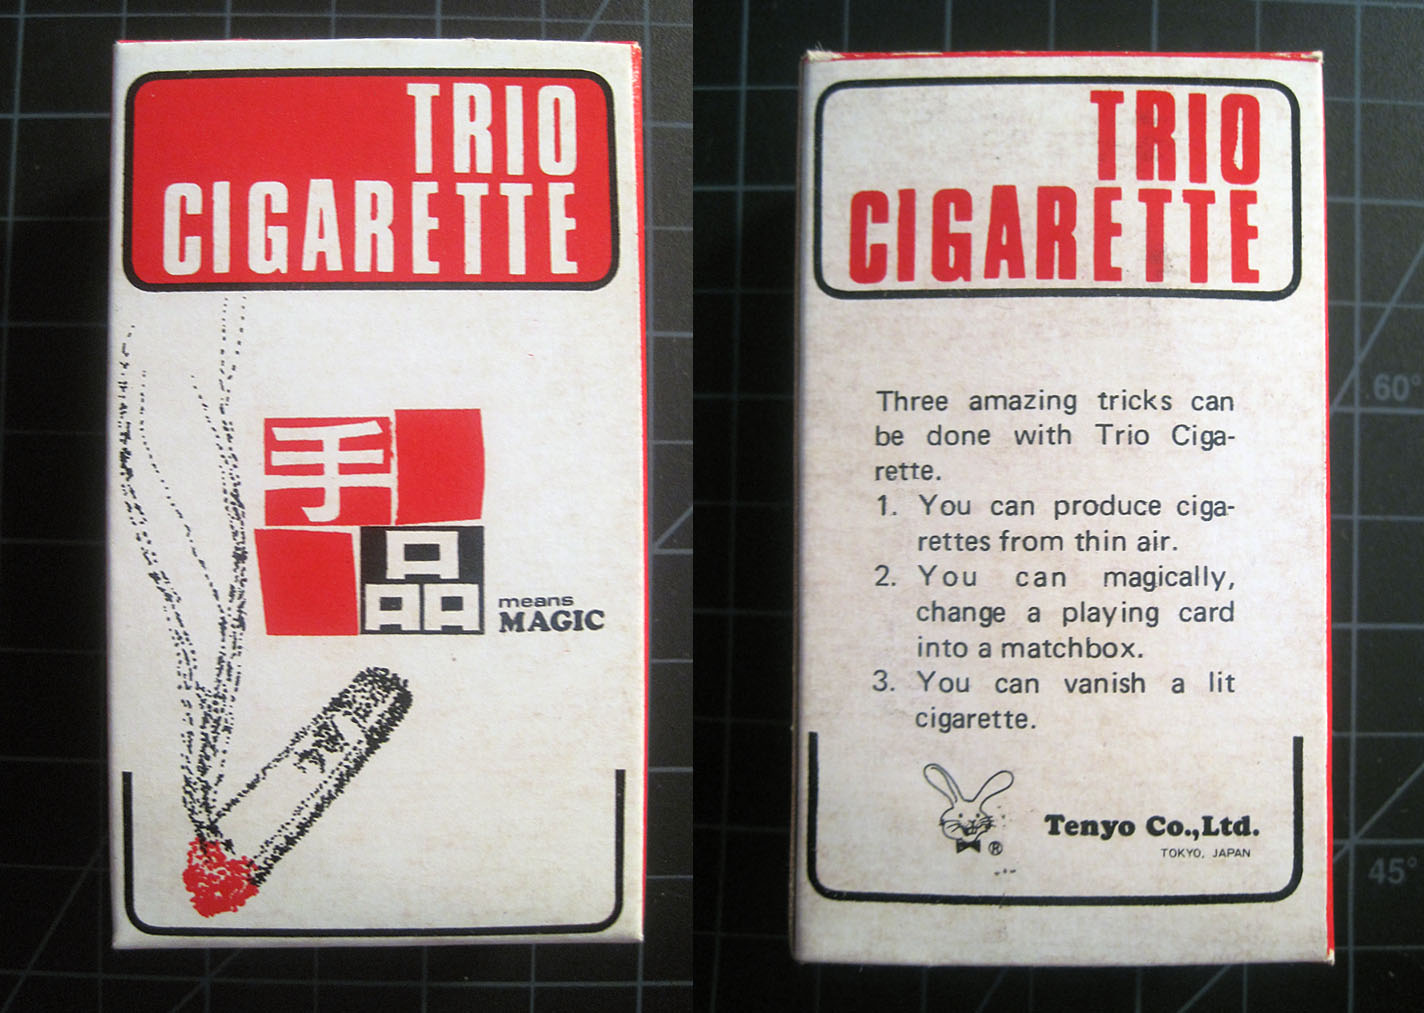 TRIO
CIGARETTE
手
品
means
MAGIC
TRIO
CIGARETTE
Three amazing tricks can
be done with Trio Ciga-
rette.
1. You can produce ciga-
rettes from thin air.
2. You can magically,
change a playing card
into a matchbox.
3. You can vanish a lit
cigarette.
®
Tenyo Co.,Ltd.
TOKYO, JAPAN
60°
45°